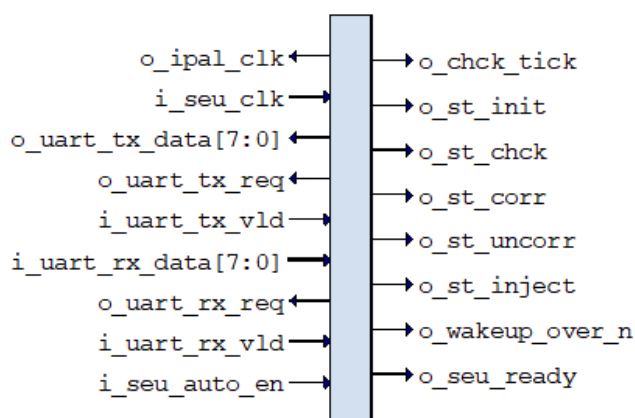 o_ipal_clk
i_seu_clk
o_uart_tx_data[7:0]
o_uart_tx_req
i_uart_tx_vld
i_uart_rx_data[7:0]
o_uart_rx_req
i_uart_rx_vld
i_seu_auto_en
o_chck_tick
o_st_init
o_st_chck
o_st_corr
o_st_uncorr
o_st_inject
o_wakeup_over_n
o_seu_ready